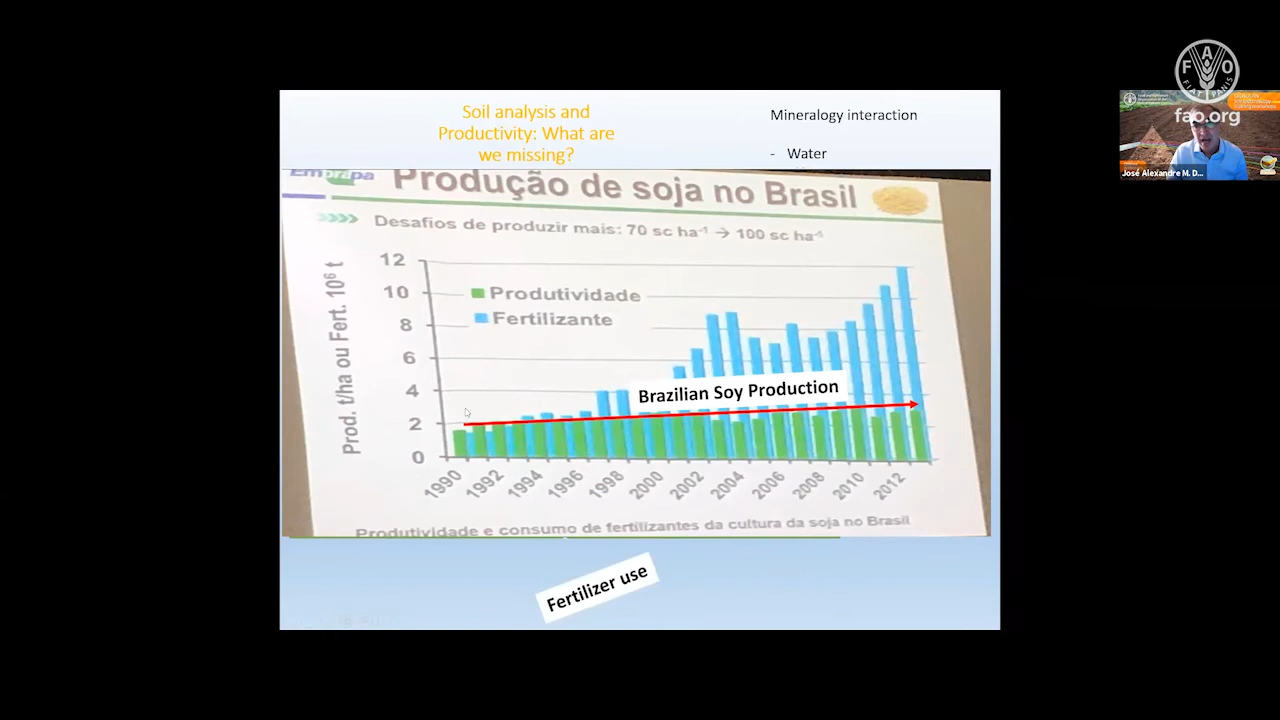 Soil analysis and
Productivity: What are
we missing?
Mineralogy interaction
- Water
Embrapa
Produção de soja no Brasil
Desafios de produzir mais: 70 sc ha⁻¹ → 100 sc ha⁻¹
Prod. t/ha ou Fert. 10⁶ t
12
10
8
6
4
2
0
Produtividade
Fertilizante
Brazilian Soy Production
1990
1992
1994
1996
1998
2000
2002
2004
2006
2008
2010
2012
Produtividade e consumo de fertilizantes da cultura da soja no Brasil
Fertilizer use
FAO
FIAT PANIS
fao.org
José Alexandre M. D...